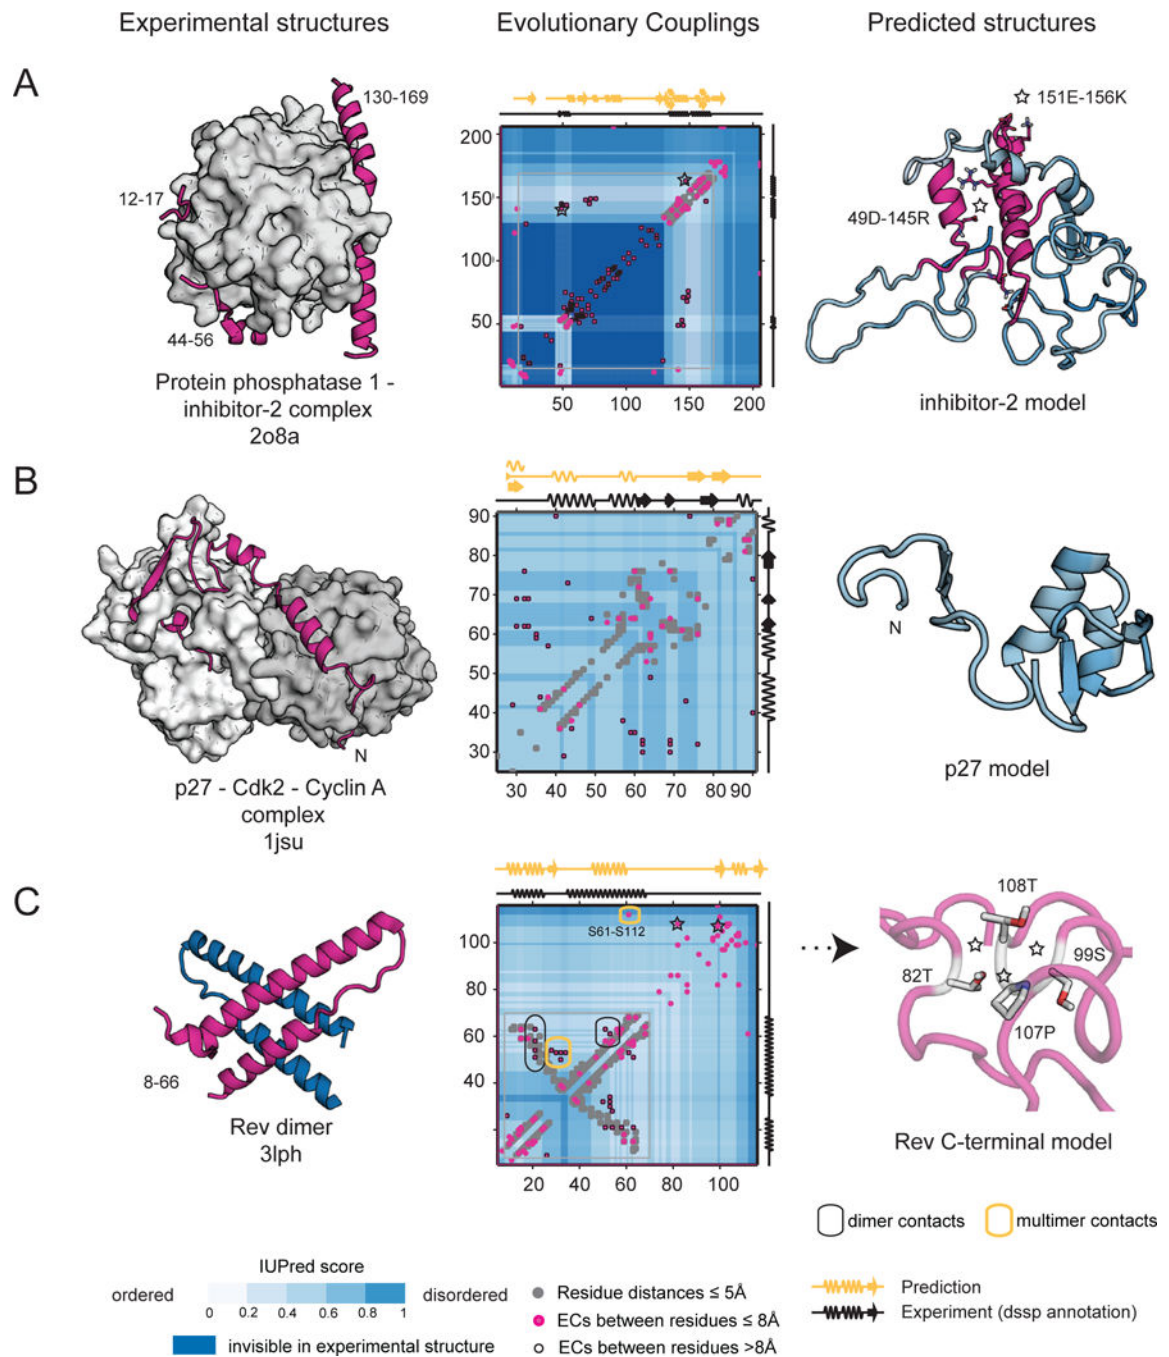 Experimental structures
Evolutionary Couplings
Predicted structures
A
130-169
12-17
44-56
Protein phosphatase 1 -
inhibitor-2 complex
2o8a
200
150
100
50
50
100
150
200
151E-156K
49D-145R
inhibitor-2 model
B
N
p27 - Cdk2 - Cyclin A
complex
1jsu
90
80
70
60
50
40
30
30
40
50
60
70
80
90
N
p27 model
C
8-66
Rev dimer
3lph
S61-S112
100
80
60
40
20
40
60
80
100
108T
82T
99S
107P
Rev C-terminal model
dimer contacts
multimer contacts
IUPred score
ordered
disordered
0
0.2
0.4
0.6
0.8
1
invisible in experimental structure
Residue distances ≤ 5Å
ECs between residues ≤ 8Å
ECs between residues >8Å
Prediction
Experiment (dssp annotation)